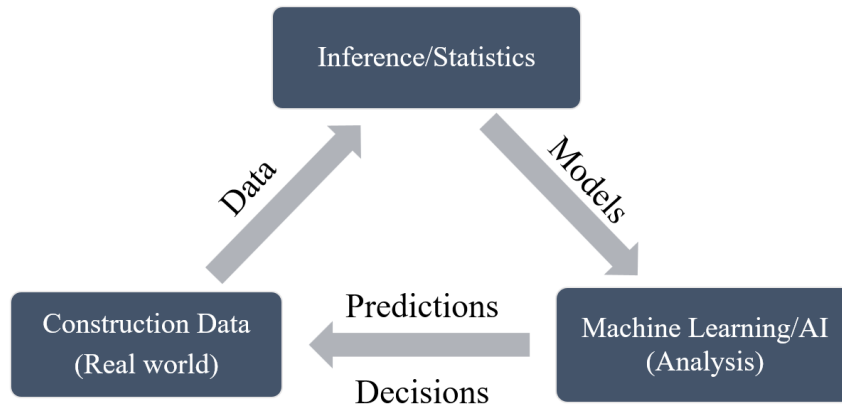 Inference/Statistics
Data
Models
Construction Data
(Real world)
Predictions
Decisions
Machine Learning/AI
(Analysis)